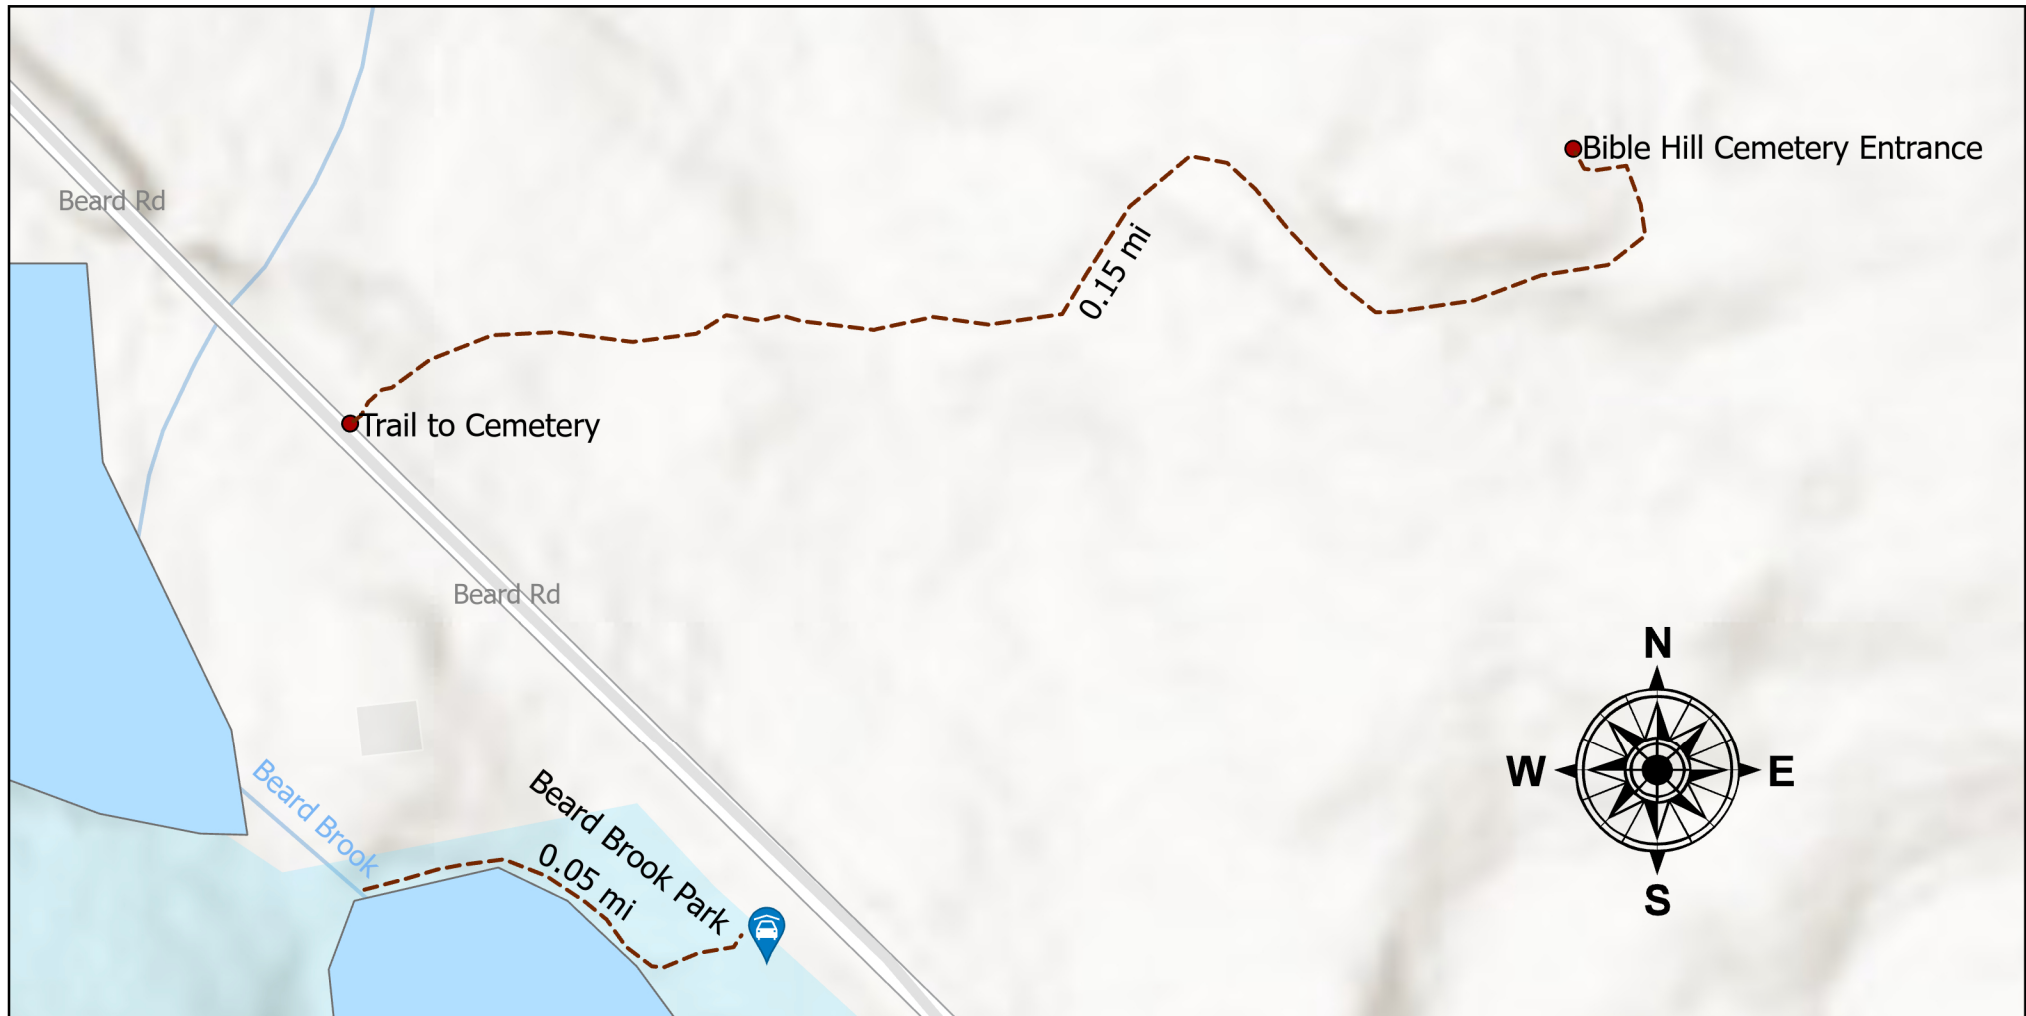 Beard Rd
Bible Hill Cemetery Entrance
0.15 mi
Trail to Cemetery
Beard Rd
N
W
E
S
Beard Brook
Beard Brook Park
0.05 mi